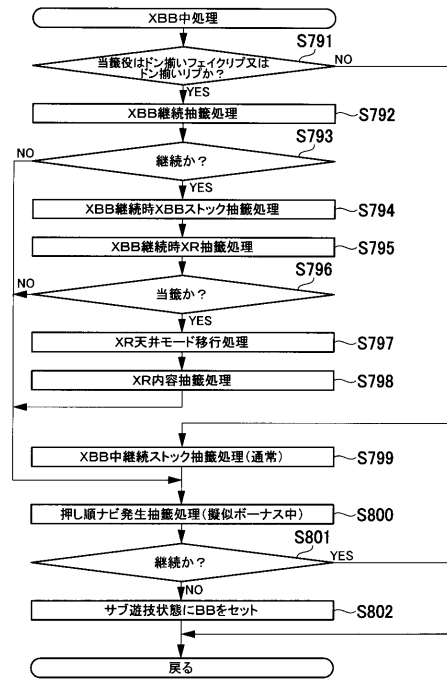 XBB中処理
S791
当籤役はドン揃いフェイクリプ又は
ドン揃いリプか?
NO
YES
XBB継続抽籤処理
S792
S793
NO
継続か?
YES
XBB継続時XBBストック抽籤処理
S794
XBB継続時XR抽籤処理
S795
S796
NO
当籤か?
YES
XR天井モード移行処理
S797
XR内容抽籤処理
S798
XBB中継続ストック抽籤処理(通常)
S799
押し順ナビ発生抽籤処理(擬似ボーナス中)
S800
S801
継続か?
YES
NO
サブ遊技状態にBBをセット
S802
戻る